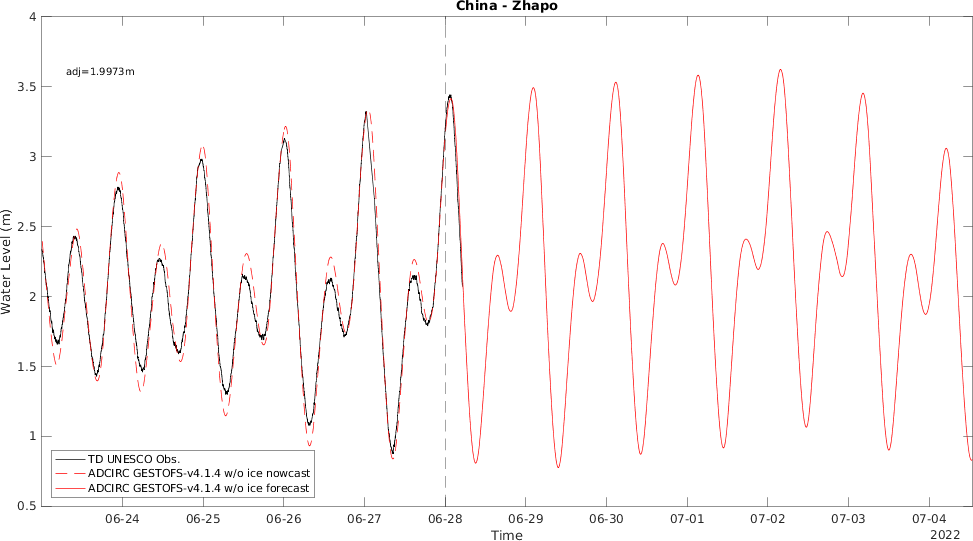 China - Zhapo
adj=1.9973m
Water Level (m)
4
3.5
3
2.5
2
1.5
1
0.5
TD UNESCO Obs.
ADCIRC GESTOFS-v4.1.4 w/o ice nowcast
ADCIRC GESTOFS-v4.1.4 w/o ice forecast
06-24 06-25 06-26 06-27 06-28 06-29 06-30 07-01 07-02 07-03 07-04
Time
2022